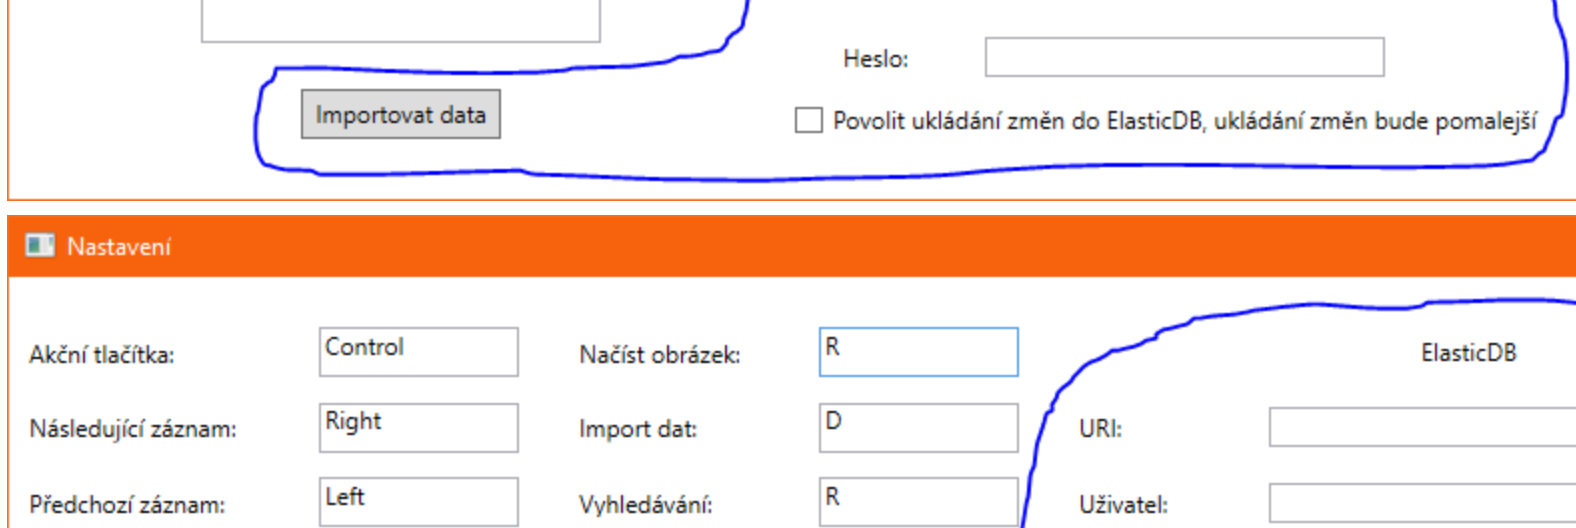 Heslo:
Importovat data
Povolit ukládání změn do ElasticDB, ukládání změn bude pomalejší
Nastavení
Akční tlačítka: Control Načíst obrázek: R ElasticDB
Následující záznam: Right Import dat: D URI:
Předchozí záznam: Left Vyhledávání: R Uživatel: